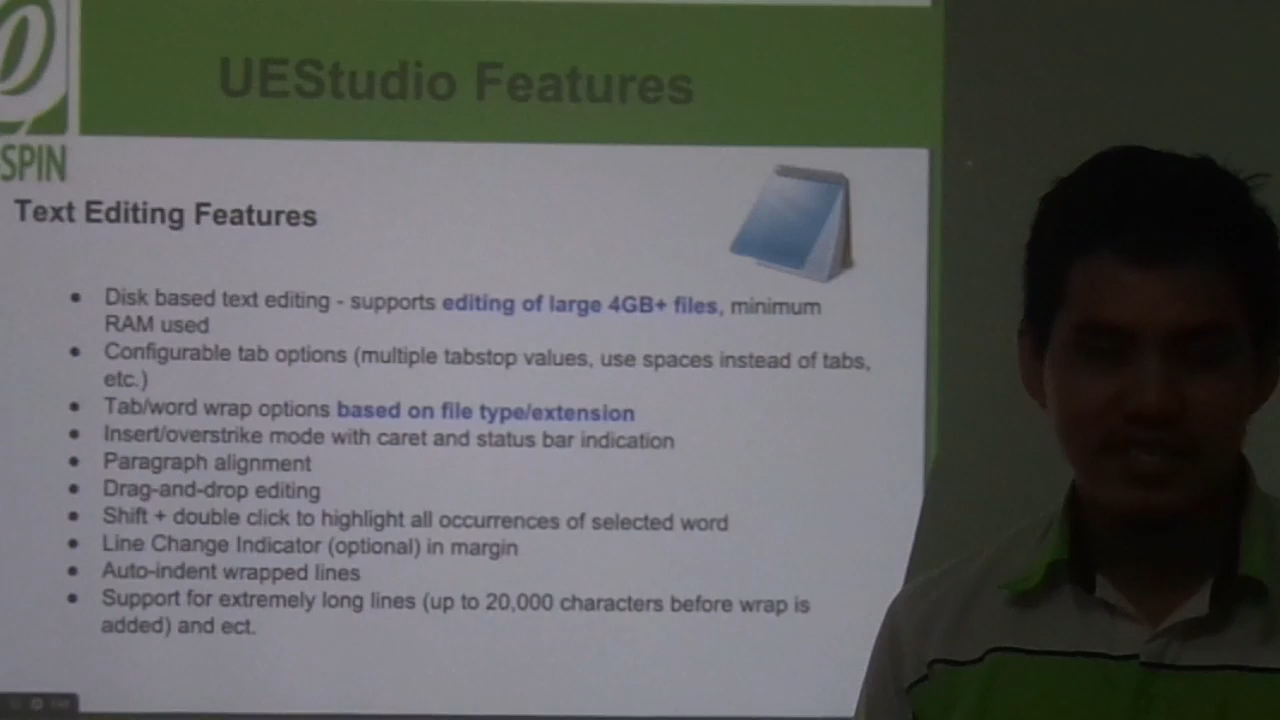 UEStudio Features
SPIN
Text Editing Features
• Disk based text editing - supports editing of large 4GB+ files, minimum
RAM used
• Configurable tab options (multiple tabstop values, use spaces instead of tabs,
etc.)
• Tab/word wrap options based on file type/extension
• Insert/overstrike mode with caret and status bar indication
• Paragraph alignment
• Drag-and-drop editing
• Shift + double click to highlight all occurrences of selected word
• Line Change Indicator (optional) in margin
• Auto-indent wrapped lines
• Support for extremely long lines (up to 20,000 characters before wrap is
added) and ect.